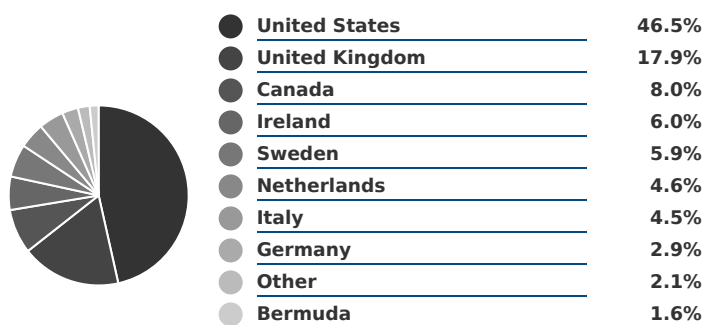 United States 46.5%
United Kingdom 17.9%
Canada 8.0%
Ireland 6.0%
Sweden 5.9%
Netherlands 4.6%
Italy 4.5%
Germany 2.9%
Other 2.1%
Bermuda 1.6%